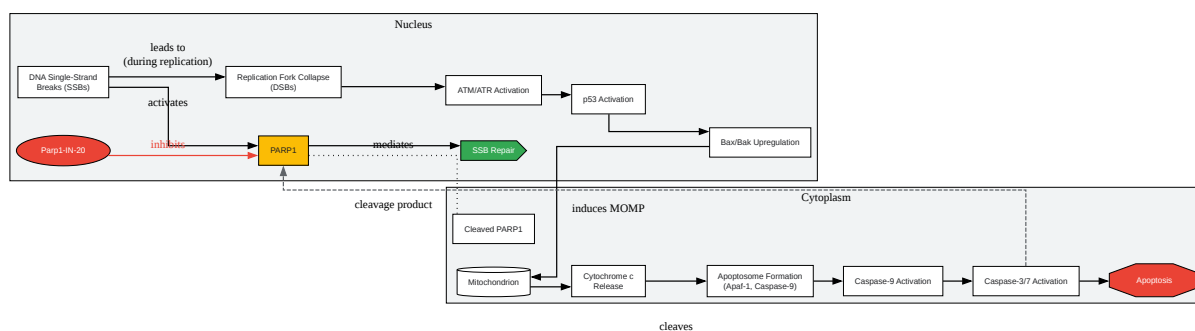 Nucleus
leads to
(during replication)
DNA Single-Strand
Breaks (SSBs)
Replication Fork Collapse
(DSBs)
ATM/ATR Activation
p53 Activation
activates
Parp1-IN-20
inhibits
PARP1
mediates
SSB Repair
Bax/Bak Upregulation
Cytoplasm
cleavage product
induces MOMP
Cleaved PARP1
Mitochondrion
Cytochrome c
Release
Apoptosome Formation
(Apaf-1, Caspase-9)
Caspase-9 Activation
Caspase-3/7 Activation
Apoptosis
cleaves